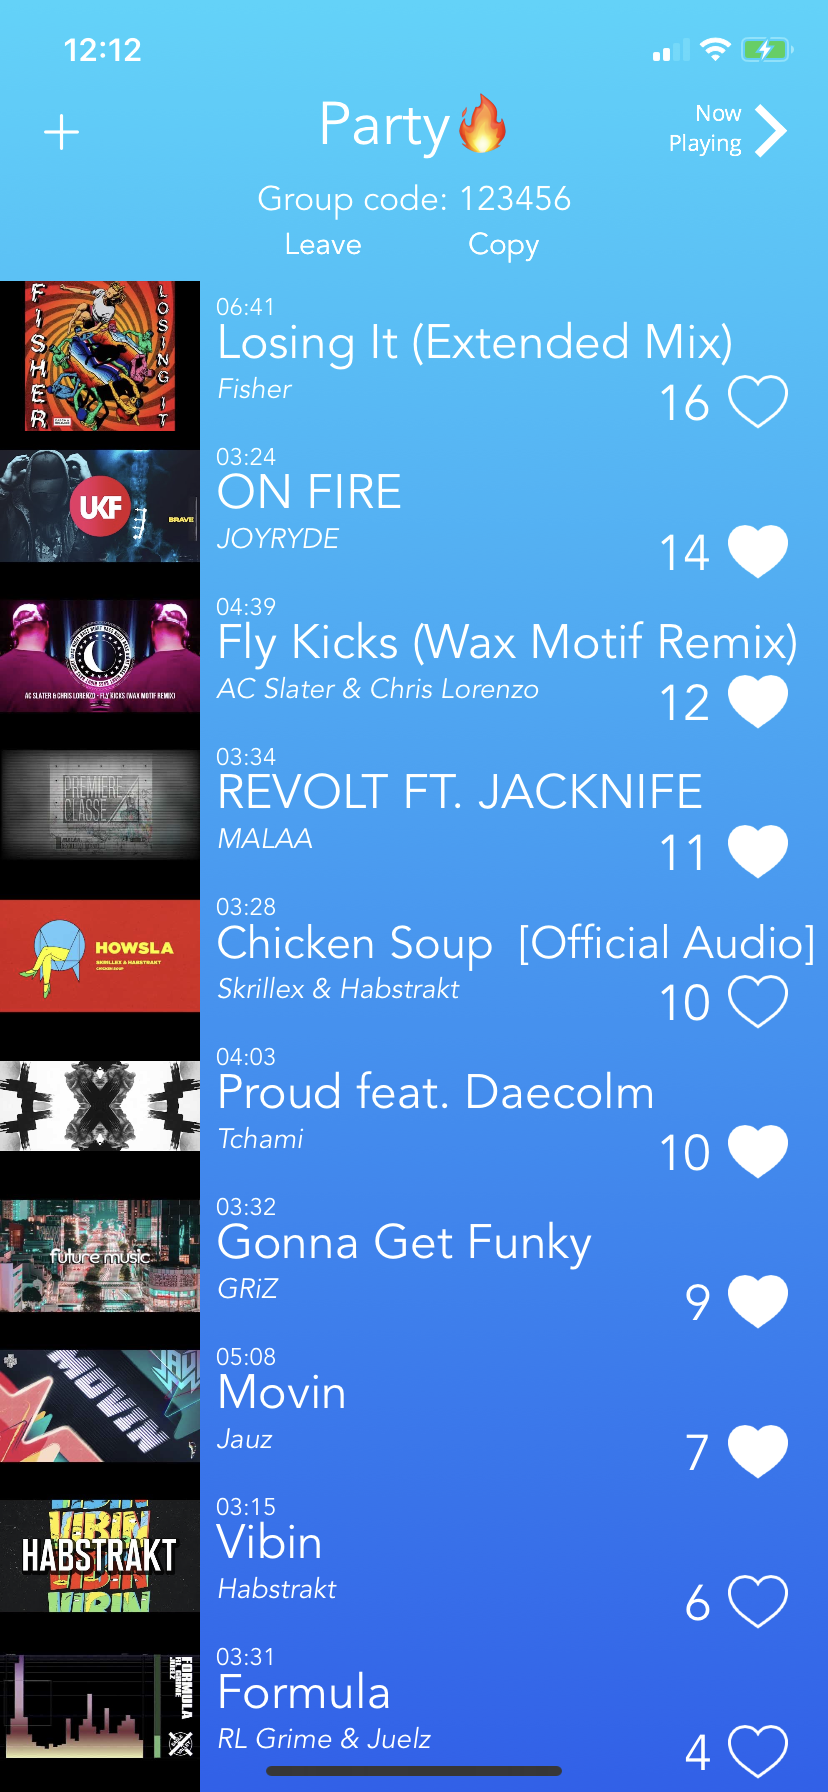 12:12
Party🔥
Now
Playing
Group code: 123456
Leave Copy
FISHER
LOSING IT
06:41
Losing It (Extended Mix)
Fisher
16
UKF
BRAVE
03:24
ON FIRE
JOYRYDE
14
AC SLATER & CHRIS LORENZO - FLY KICKS (WAX MOTIF REMIX)
04:39
Fly Kicks (Wax Motif Remix)
AC Slater & Chris Lorenzo
12
PREMIERE
CLASSE
03:34
REVOLT FT. JACKNIFE
MALAA
11
HOWSLA
SKRILLEX & HABSTRAKT
CHICKEN SOUP
03:28
Chicken Soup  [Official Audio]
Skrillex & Habstrakt
10
04:03
Proud feat. Daecolm
Tchami
10
future music
03:32
Gonna Get Funky
GRiZ
9
MOVIN
JAUZ
05:08
Movin
Jauz
7
VIBIN
HABSTRAKT
VIBIN
03:15
Vibin
Habstrakt
6
FORMULA
RL GRIME
JUELZ
03:31
Formula
RL Grime & Juelz
4